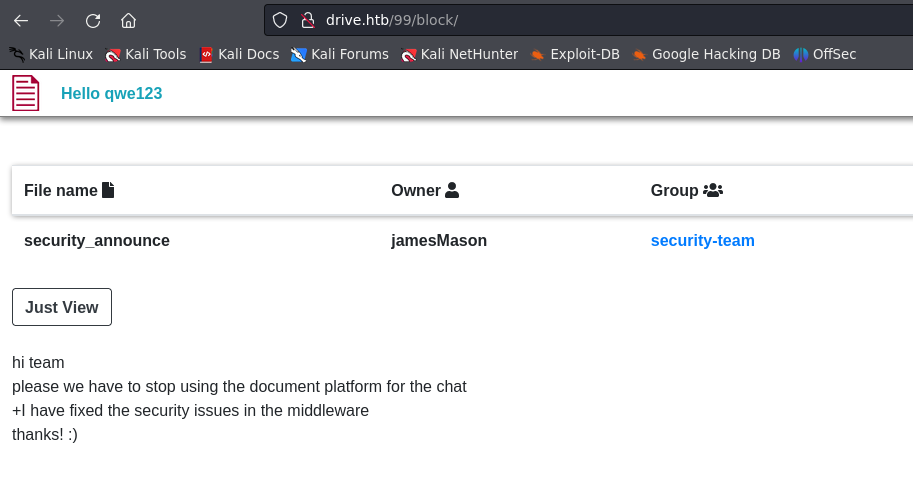 drive.htb/99/block/
Kali Linux Kali Tools Kali Docs Kali Forums Kali NetHunter Exploit-DB Google Hacking DB OffSec
Hello qwe123
File name Owner Group
security_announce jamesMason security-team
Just View
hi team
please we have to stop using the document platform for the chat
+I have fixed the security issues in the middleware
thanks! :)